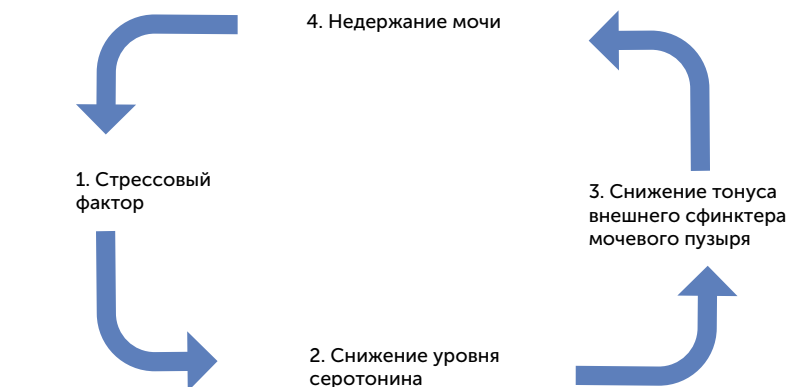 4. Недержание мочи
1. Стрессовый
фактор
3. Снижение тонуса
внешнего сфинктера
мочевого пузыря
2. Снижение уровня
серотонина